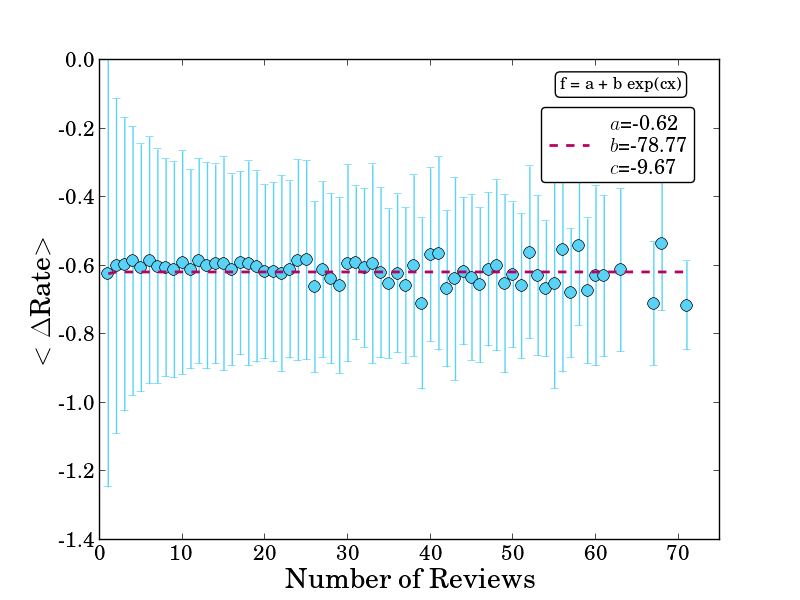 f = a + b exp(cx)
a=-0.62
b=-78.77
c=-9.67
0.0
-0.2
-0.4
-0.6
-0.8
-1.0
-1.2
-1.4
< ΔRate>
0 10 20 30 40 50 60 70
Number of Reviews